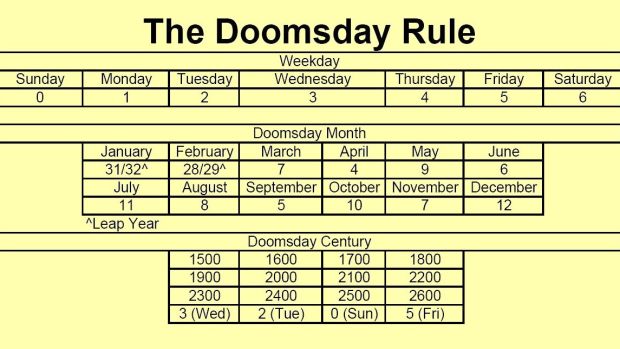 The Doomsday Rule
Weekday
Sunday Monday Tuesday Wednesday Thursday Friday Saturday
0 1 2 3 4 5 6
Doomsday Month
January February March April May June
31/32^ 28/29^ 7 4 9 6
July August September October November December
11 8 5 10 7 12
^Leap Year
Doomsday Century
1500 1600 1700 1800
1900 2000 2100 2200
2300 2400 2500 2600
3 (Wed) 2 (Tue) 0 (Sun) 5 (Fri)